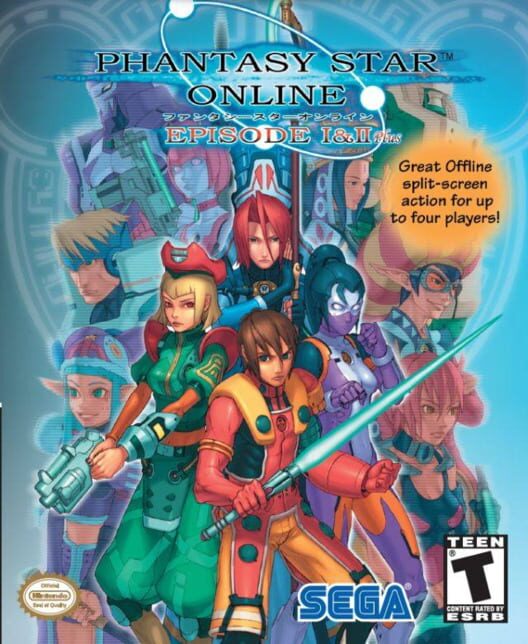 PHANTASY STAR™
ONLINE
ファンタシースターオンライン
EPISODE I&II Plus
Great Offline
split-screen
action for up
to four players!
Official
Nintendo
Seal of Quality
SEGA
TEEN
T
®
CONTENT RATED BY
ESRB